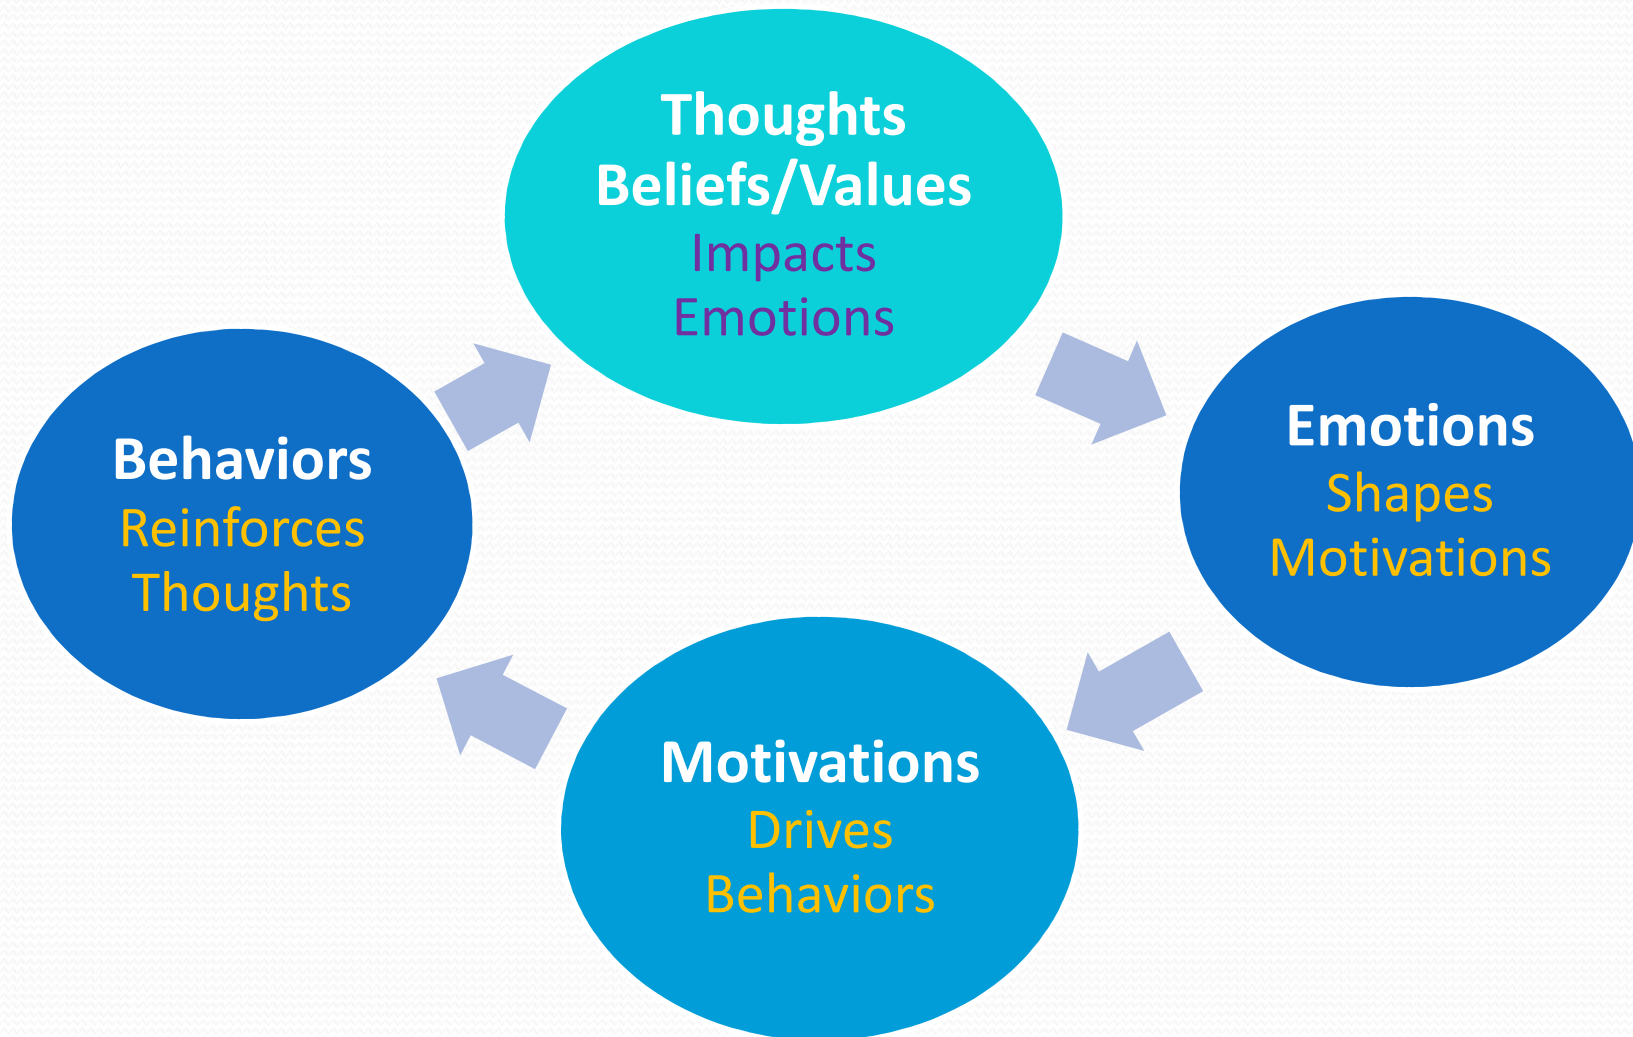 Thoughts
Beliefs/Values
Impacts
Emotions
Emotions
Shapes
Motivations
Motivations
Drives
Behaviors
Behaviors
Reinforces
Thoughts